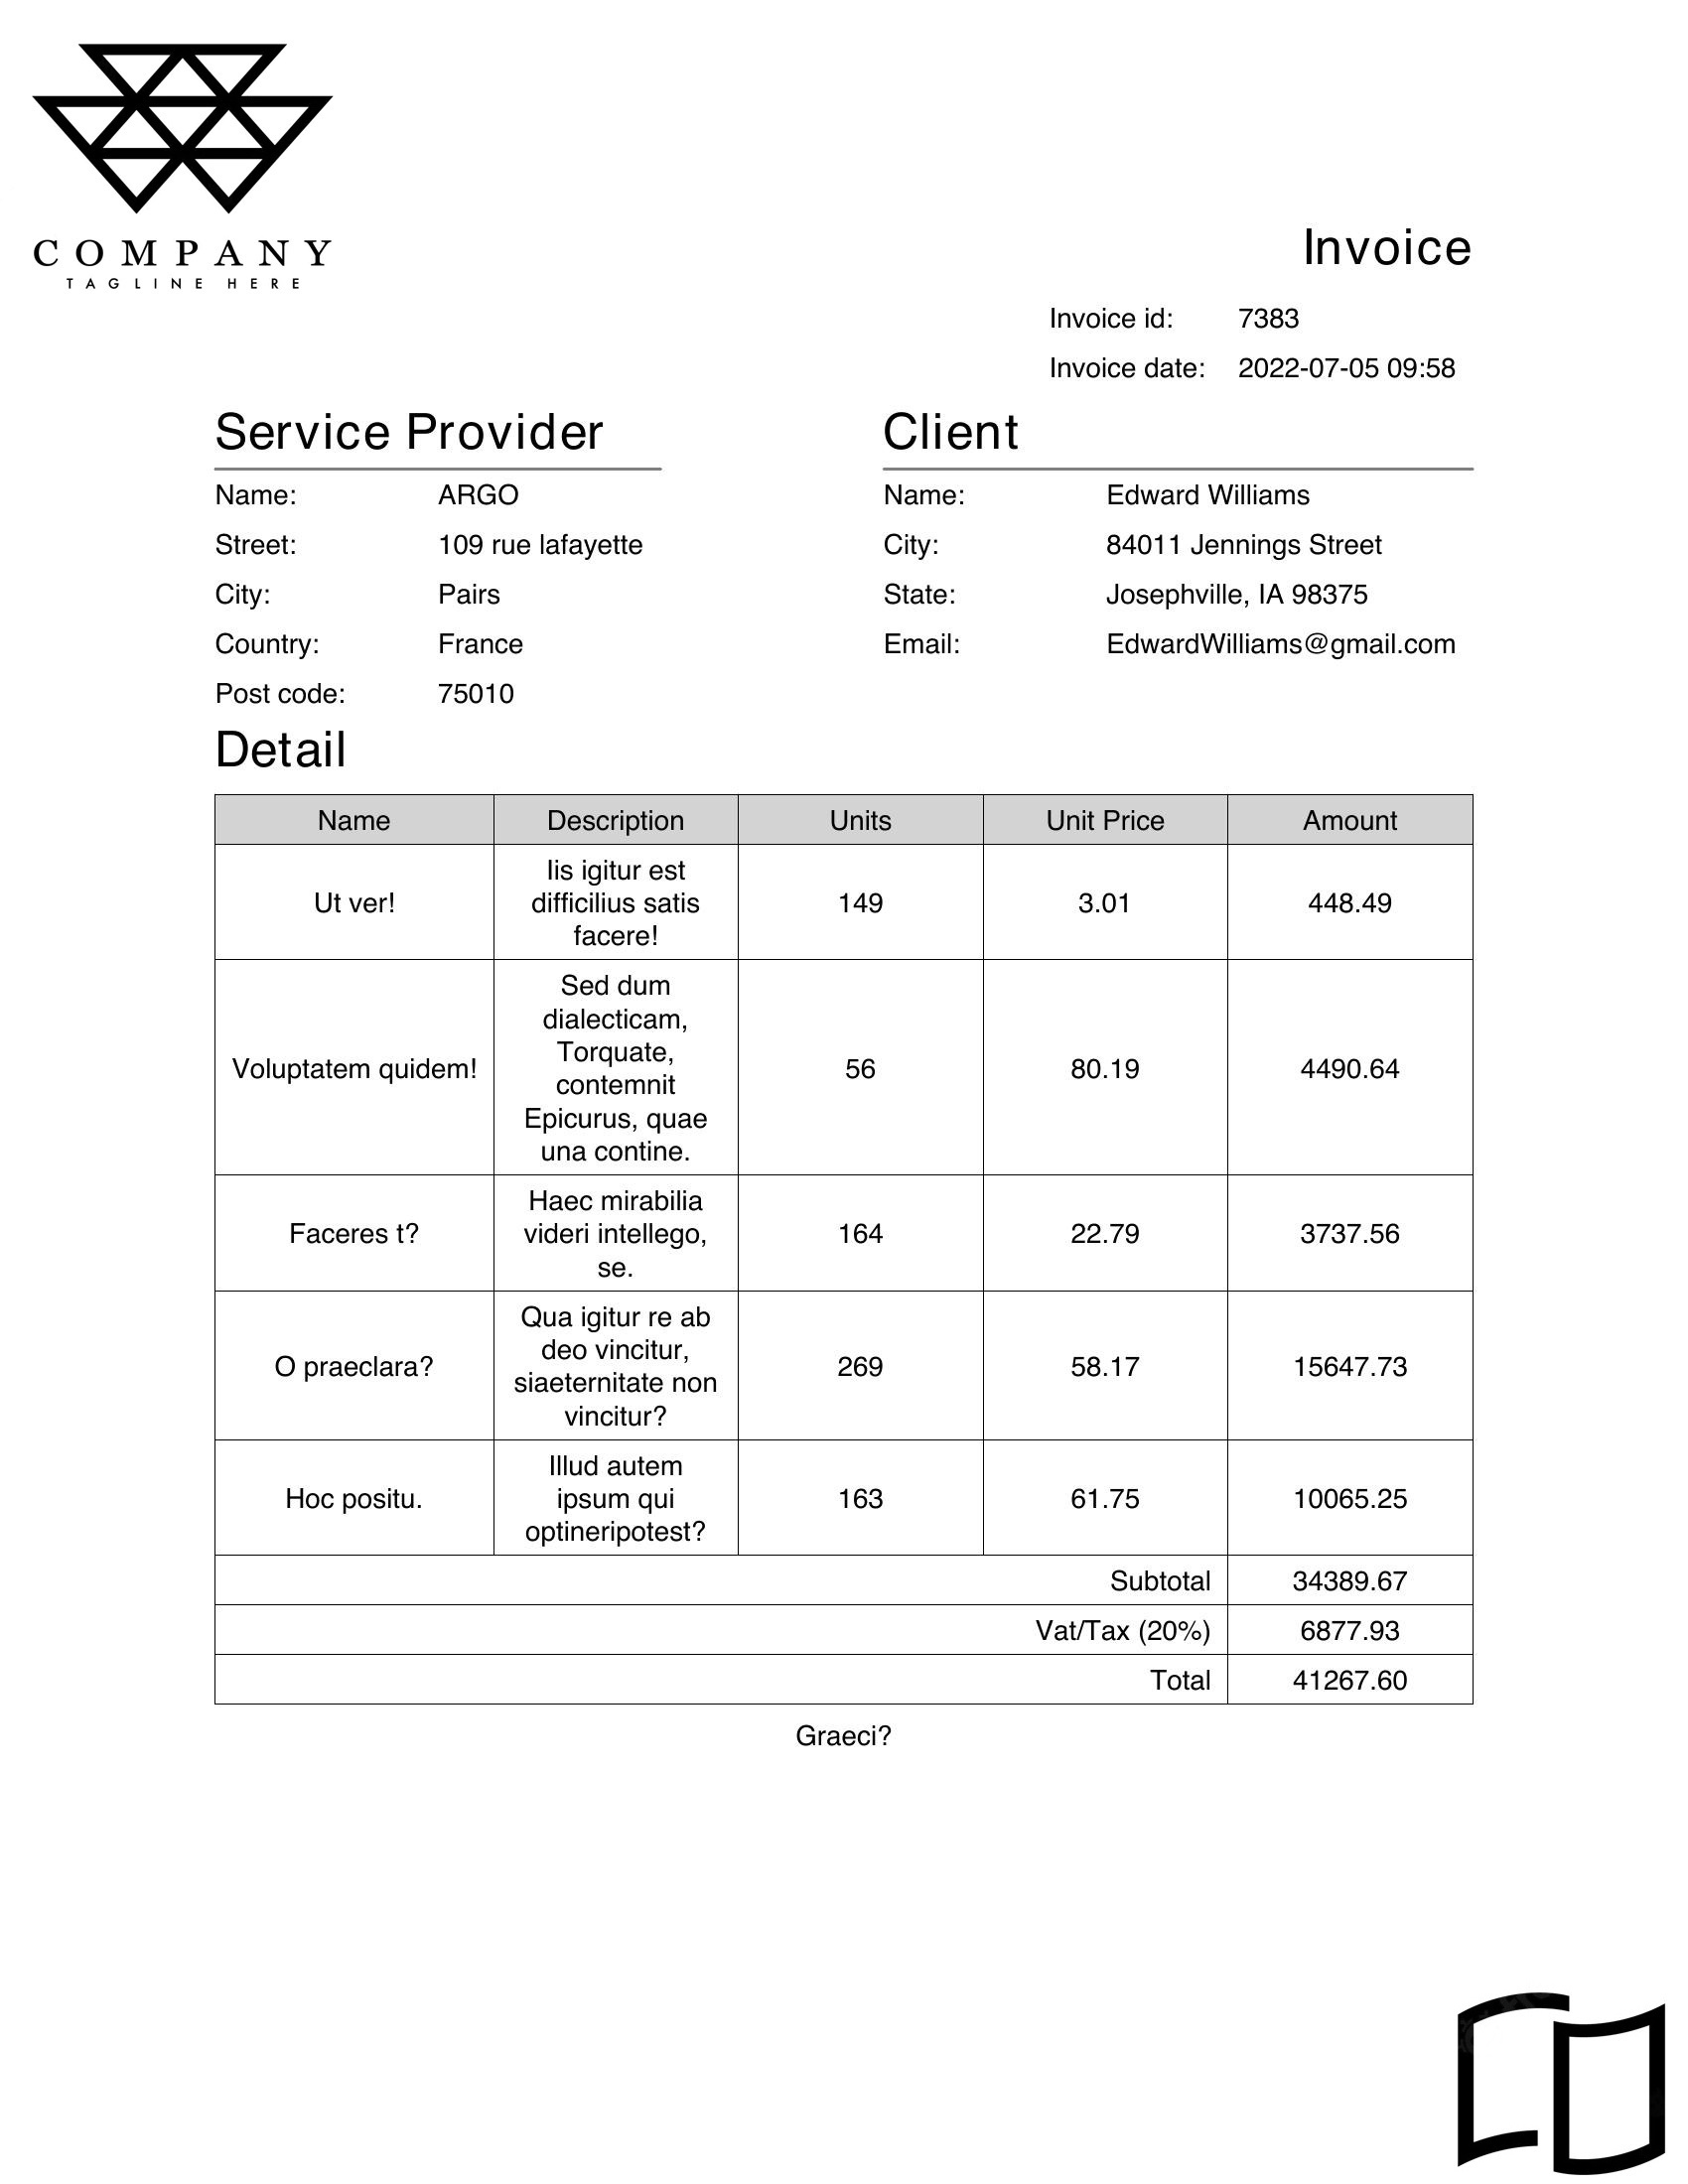 COMPANY
TAGLINE HERE
Invoice
Invoice id: 7383
Invoice date: 2022-07-05 09:58
Service Provider
Name: ARGO
Street: 109 rue lafayette
City: Pairs
Country: France
Post code: 75010
Client
Name: Edward Williams
City: 84011 Jennings Street
State: Josephville, IA 98375
Email: EdwardWilliams@gmail.com
Detail
Name Description Units Unit Price Amount
Iis igitur est
Ut ver! difficilius satis 149 3.01 448.49
facere!
Sed dum
dialecticam,
Torquate,
Voluptatem quidem! contemnit 56 80.19 4490.64
Epicurus, quae
una contine.
Haec mirabilia
Faceres t? videri intellego, 164 22.79 3737.56
se.
Qua igitur re ab
deo vincitur,
O praeclara? siaeternitate non 269 58.17 15647.73
vincitur?
Illud autem
Hoc positu. ipsum qui 163 61.75 10065.25
optineripotest?
Subtotal 34389.67
Vat/Tax (20%) 6877.93
Total 41267.60
Graeci?